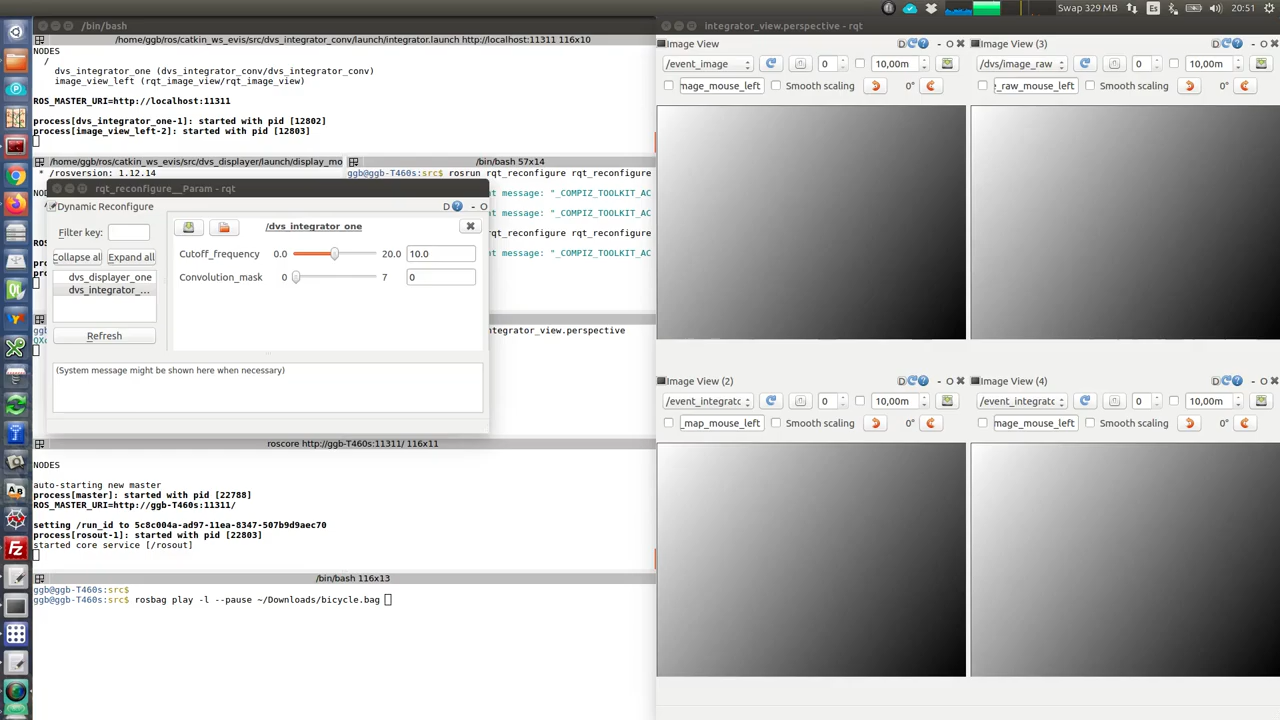 /bin/bash
/home/ggb/ros/catkin_ws_evis/src/dvs_integrator_conv/launch/integrator.launch http://localhost:11311 116x10
NODES
/
dvs_integrator_one (dvs_integrator_conv/dvs_integrator_conv)
image_view_left (rqt_image_view/rqt_image_view)
ROS_MASTER_URI=http://localhost:11311
process[dvs_integrator_one-1]: started with pid [12802]
process[image_view_left-2]: started with pid [12803]
/home/ggb/ros/catkin_ws_evis/src/dvs_displayer/launch/display_mo
* /rosversion: 1.12.14
/bin/bash 57x14
ggb@ggb-T460s:src$ rosrun rqt_reconfigure rqt_reconfigure
t message: "_COMPIZ_TOOLKIT_AC
t message: "_COMPIZ_TOOLKIT_AC
rqt_reconfigure rqt_reconfigure
t message: "_COMPIZ_TOOLKIT_AC
rqt_reconfigure__Param - rqt
Dynamic Reconfigure
D
- O
Filter key:
Collapse all Expand all
dvs_displayer_one
dvs_integrator_...
Refresh
/dvs_integrator_one
Cutoff_frequency 0.0 20.0 10.0
Convolution_mask 0 7 0
(System message might be shown here when necessary)
ntegrator_view.perspective
roscore http://ggb-T460s:11311/ 116x11
NODES
auto-starting new master
process[master]: started with pid [22788]
ROS_MASTER_URI=http://ggb-T460s:11311/
setting /run_id to 5c8c004a-ad97-11ea-8347-507b9d9aec70
process[rosout-1]: started with pid [22803]
started core service [/rosout]
/bin/bash 116x13
ggb@ggb-T460s:src$
ggb@ggb-T460s:src$ rosbag play -l --pause ~/Downloads/bicycle.bag
Swap 329 MB Es 20:51
integrator_view.perspective - rqt
Image View
/event_image 0 10,00m
mage_mouse_left Smooth scaling 0°
Image View (3)
/dvs/image_raw 0 10,00m
_raw_mouse_left Smooth scaling 0°
Image View (2)
/event_integrato 0 10,00m
_map_mouse_left Smooth scaling 0°
Image View (4)
/event_integratc 0 10,00m
mage_mouse_left Smooth scaling 0°